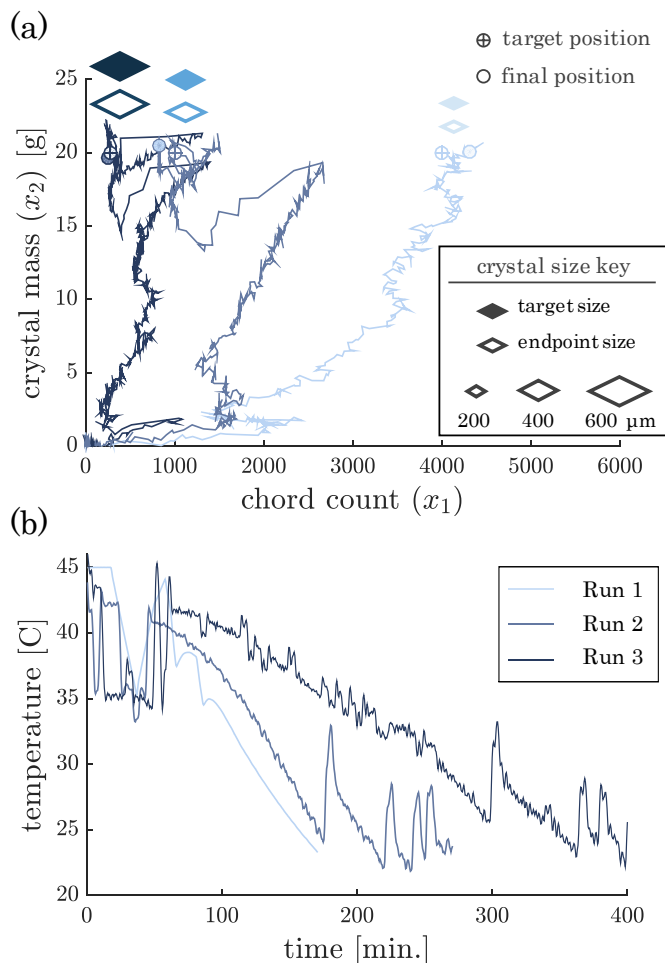 (a)
target position
final position
25
20
15
10
5
0
crystal mass (x₂) [g]
crystal size key
target size
endpoint size
200 400 600 μm
0 1000 2000 3000 4000 5000 6000
chord count (x₁)
(b)
45
40
35
30
25
20
temperature [C]
Run 1
Run 2
Run 3
0 100 200 300 400
time [min.]